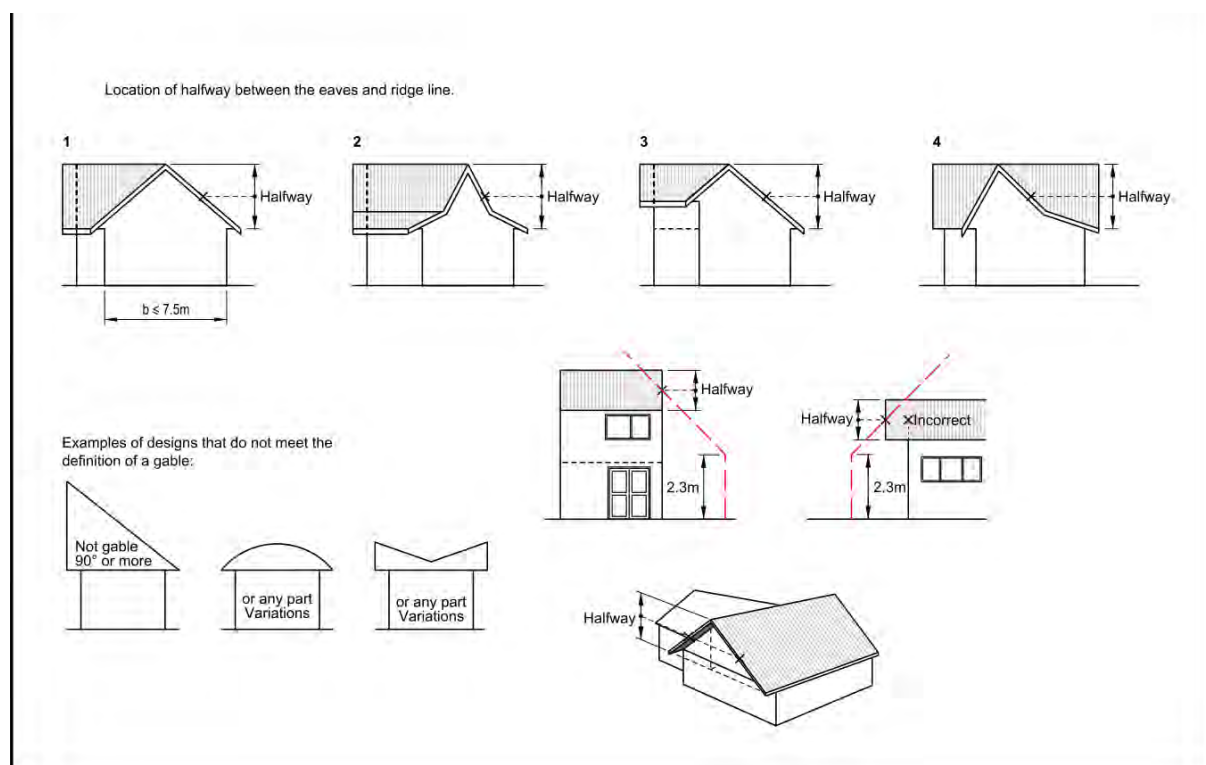 Location of halfway between the eaves and ridge line.
1
2
3
4
Halfway
Halfway
Halfway
Halfway
b ≤ 7.5m
Halfway
2.3m
Halfway
Incorrect
2.3m
Examples of designs that do not meet the
definition of a gable:
Not gable
90° or more
or any part
Variations
or any part
Variations
Halfway